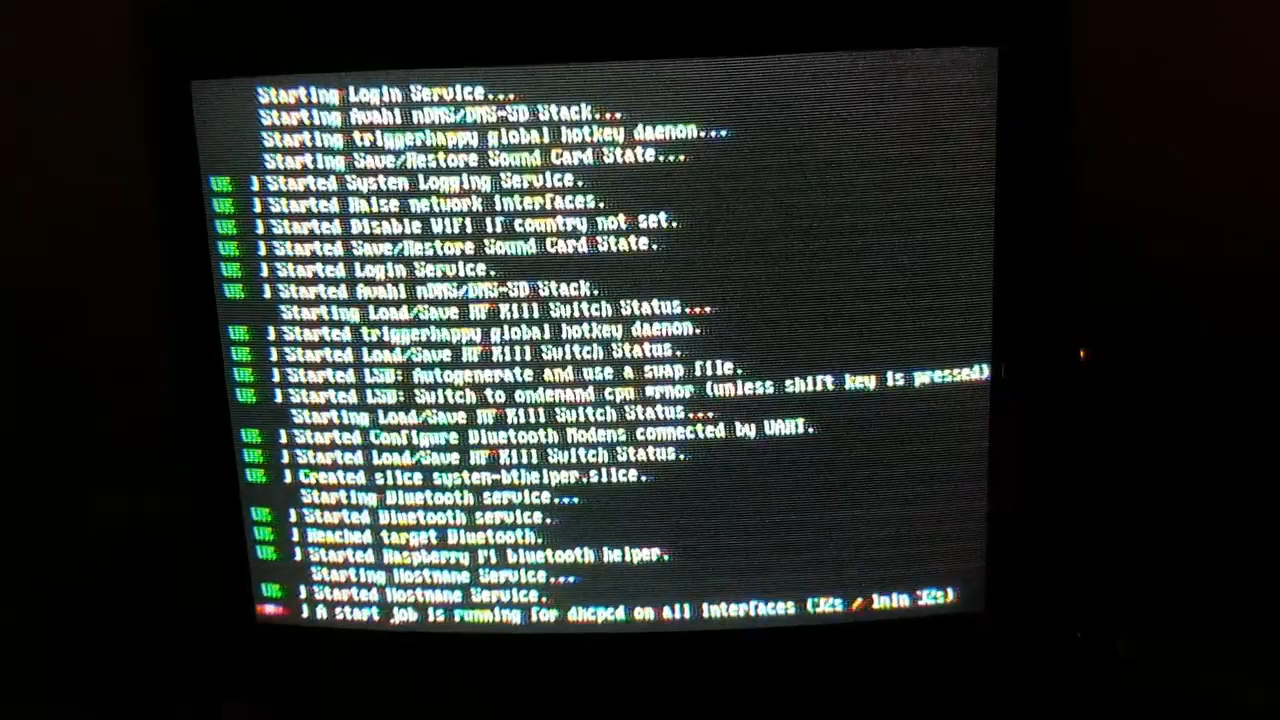 Starting Login Service...
Starting Avahi mDNS/DNS-SD Stack...
Starting triggerhappy global hotkey daemon...
Starting Save/Restore Sound Card State...
OK ] Started System Logging Service.
OK ] Started Raise network interfaces.
OK ] Started Disable WiFi if country not set.
OK ] Started Save/Restore Sound Card State.
OK ] Started Login Service.
OK ] Started Avahi mDNS/DNS-SD Stack.
Starting Load/Save RF Kill Switch Status...
OK ] Started triggerhappy global hotkey daemon.
OK ] Started Load/Save RF Kill Switch Status.
OK ] Started LSB: Autogenerate and use a swap file.
OK ] Started LSB: Switch to ondemand cpu (unless shift key is pressed)
Starting Load/Save RF Kill Switch Status...
OK ] Started Configure Bluetooth Modems connected by UART.
OK ] Started Load/Save RF Kill Switch Status.
OK ] Created slice system-bthelper.slice.
Starting Bluetooth service...
OK ] Started Bluetooth service.
OK ] Reached target Bluetooth.
OK ] Started Raspberry Pi bluetooth helper.
Starting Hostname Service...
OK ] Started Hostname Service.
] A start job is running for dhcpcd on all interfaces (32s / 1min 32s)